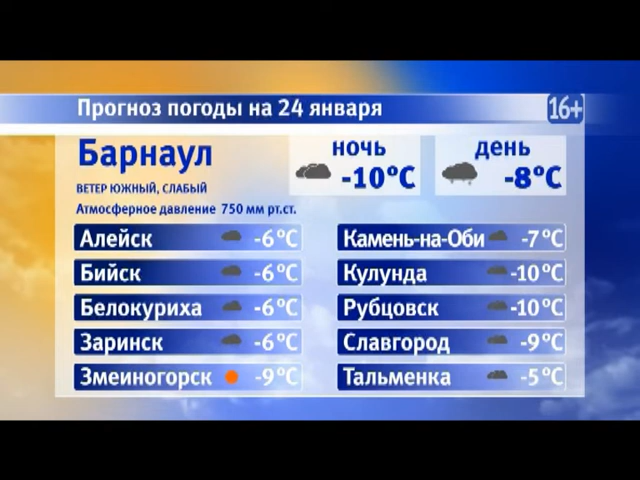 Прогноз погоды на 24 января
16+
Барнаул
ночь
-10°C
день
-8°C
ВЕТЕР ЮЖНЫЙ, СЛАБЫЙ
Атмосферное давление 750 мм рт.ст.
Алейск -6°C
Бийск -6°C
Белокуриха -6°C
Заринск -6°C
Змеиногорск -9°C
Камень-на-Оби -7°C
Кулунда -10°C
Рубцовск -10°C
Славгород -9°C
Тальменка -5°C